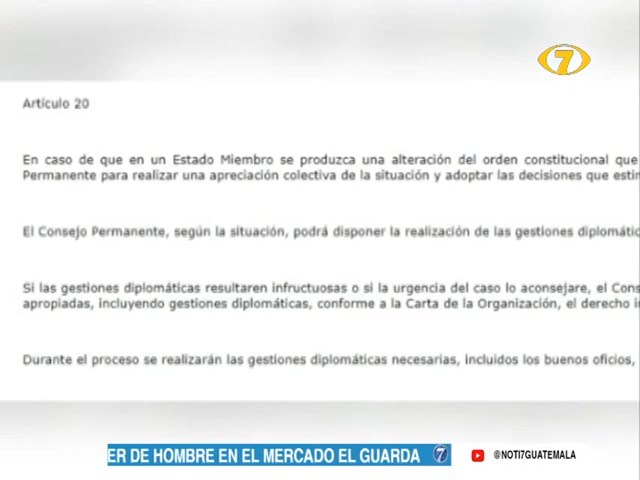 7
Artículo 20
En caso de que en un Estado Miembro se produzca una alteración del orden constitucional que
Permanente para realizar una apreciación colectiva de la situación y adoptar las decisiones que
El Consejo Permanente, según la situación, podrá disponer la realización de las gestiones
Si las gestiones diplomáticas resultaren infructuosas o si la urgencia del caso lo aconsejare, el
apropiadas, incluyendo gestiones diplomáticas, conforme a la Carta de la Organización, el derecho
Durante el proceso se realizarán las gestiones diplomáticas necesarias, incluidos los buenos oficios,
ER DE HOMBRE EN EL MERCADO EL GUARDA 7 @NOTI7GUATEMALA